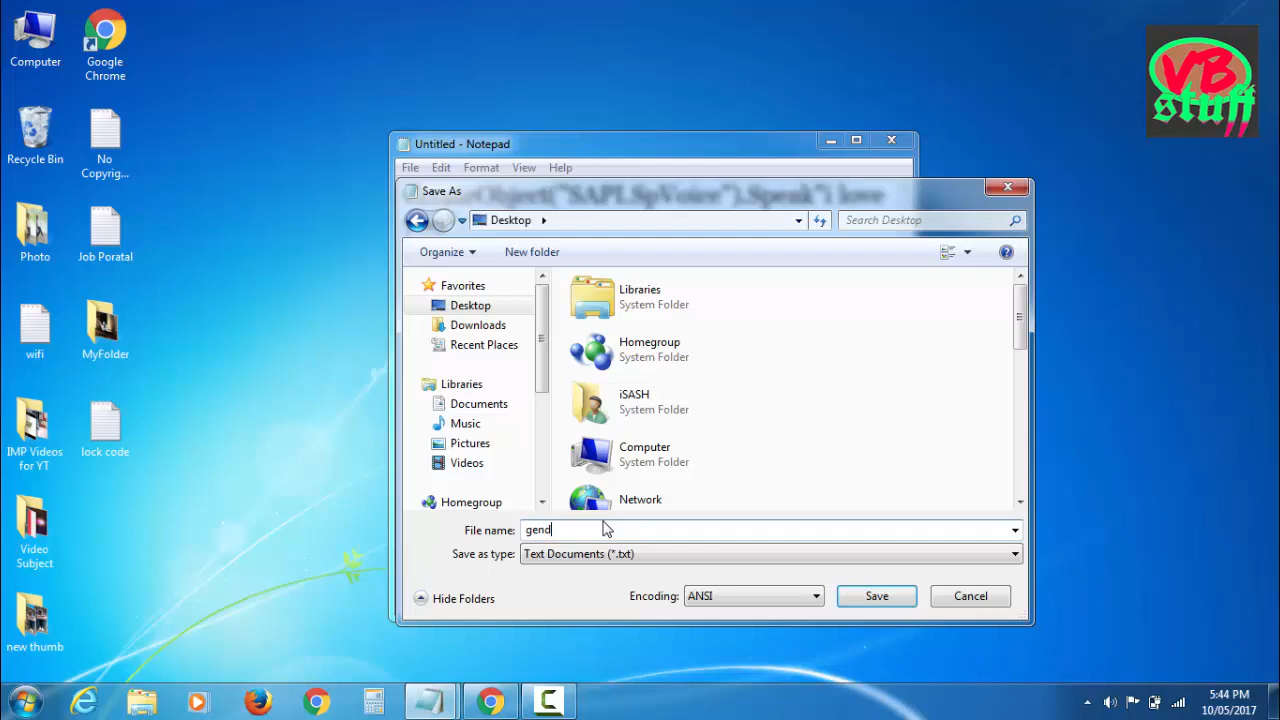 Computer
Google
Chrome
VB
stuff
Recycle Bin
No
Copyrig...
Photo
Job Poratal
wifi
MyFolder
IMP Videos
for YT
lock code
Video
Subject
new thumb
Untitled - Notepad
File Edit Format View Help
Save As
Desktop
Search Desktop
Organize
New folder
Favorites
Desktop
Downloads
Recent Places
Libraries
Documents
Music
Pictures
Videos
Homegroup
Libraries
System Folder
Homegroup
System Folder
iSASH
System Folder
Computer
System Folder
Network
File name: gend
Save as type: Text Documents (*.txt)
Hide Folders
Encoding: ANSI
Save
Cancel
5:44 PM
10/05/2017